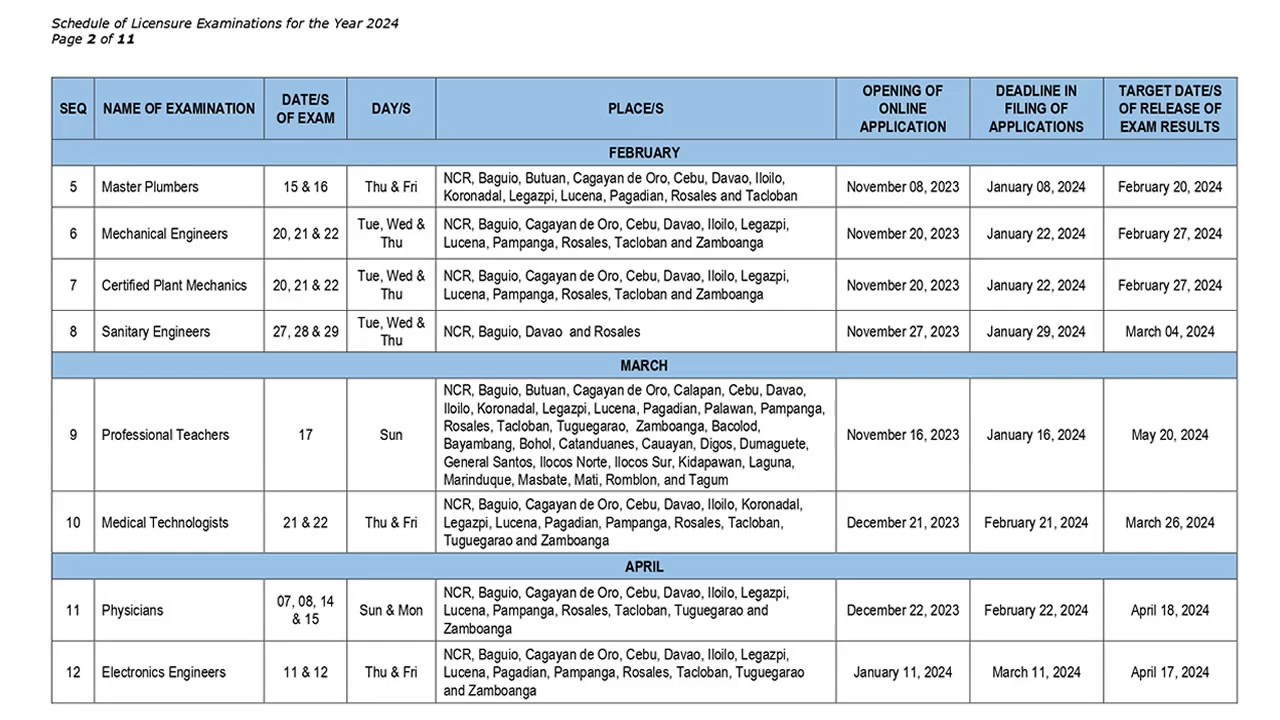 Schedule of Licensure Examinations for the Year 2024
Page 2 of 11
SEQ NAME OF EXAMINATION DATE/S OF EXAM DAY/S PLACE/S OPENING OF ONLINE APPLICATION DEADLINE IN FILING OF APPLICATIONS TARGET DATE/S OF RELEASE OF EXAM RESULTS
FEBRUARY
5 Master Plumbers 15 & 16 Thu & Fri NCR, Baguio, Butuan, Cagayan de Oro, Cebu, Davao, Iloilo,
Koronadal, Legazpi, Lucena, Pagadian, Rosales and Tacloban November 08, 2023 January 08, 2024 February 20, 2024
6 Mechanical Engineers 20, 21 & 22 Tue, Wed &
Thu NCR, Baguio, Cagayan de Oro, Cebu, Davao, Iloilo, Legazpi,
Lucena, Pampanga, Rosales, Tacloban and Zamboanga November 20, 2023 January 22, 2024 February 27, 2024
7 Certified Plant Mechanics 20, 21 & 22 Tue, Wed &
Thu NCR, Baguio, Cagayan de Oro, Cebu, Davao, Iloilo, Legazpi,
Lucena, Pampanga, Rosales, Tacloban and Zamboanga November 20, 2023 January 22, 2024 February 27, 2024
8 Sanitary Engineers 27, 28 & 29 Tue, Wed &
Thu NCR, Baguio, Davao and Rosales November 27, 2023 January 29, 2024 March 04, 2024
MARCH
9 Professional Teachers 17 Sun NCR, Baguio, Butuan, Cagayan de Oro, Calapan, Cebu, Davao,
Iloilo, Koronadal, Legazpi, Lucena, Pagadian, Palawan, Pampanga,
Rosales, Tacloban, Tuguegarao, Zamboanga, Bacolod,
Bayambang, Bohol, Catanduanes, Cauayan, Digos, Dumaguete,
General Santos, Ilocos Norte, Ilocos Sur, Kidapawan, Laguna,
Marinduque, Masbate, Mati, Romblon, and Tagum November 16, 2023 January 16, 2024 May 20, 2024
10 Medical Technologists 21 & 22 Thu & Fri NCR, Baguio, Cagayan de Oro, Cebu, Davao, Iloilo, Koronadal,
Legazpi, Lucena, Pagadian, Pampanga, Rosales, Tacloban,
Tuguegarao and Zamboanga December 21, 2023 February 21, 2024 March 26, 2024
APRIL
11 Physicians 07, 08, 14
& 15 Sun & Mon NCR, Baguio, Cagayan de Oro, Cebu, Davao, Iloilo, Legazpi,
Lucena, Pampanga, Rosales, Tacloban, Tuguegarao and
Zamboanga December 22, 2023 February 22, 2024 April 18, 2024
12 Electronics Engineers 11 & 12 Thu & Fri NCR, Baguio, Cagayan de Oro, Cebu, Davao, Iloilo, Legazpi,
Lucena, Pagadian, Pampanga, Rosales, Tacloban, Tuguegarao
and Zamboanga January 11, 2024 March 11, 2024 April 17, 2024